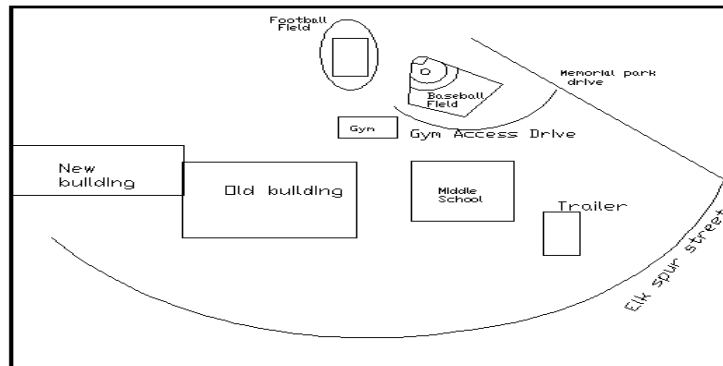 Football
Field
Memorial park
drive
Baseball
Field
Gym
Gym Access Drive
New
building
Old building
Middle
School
Trailer
Elk spur street